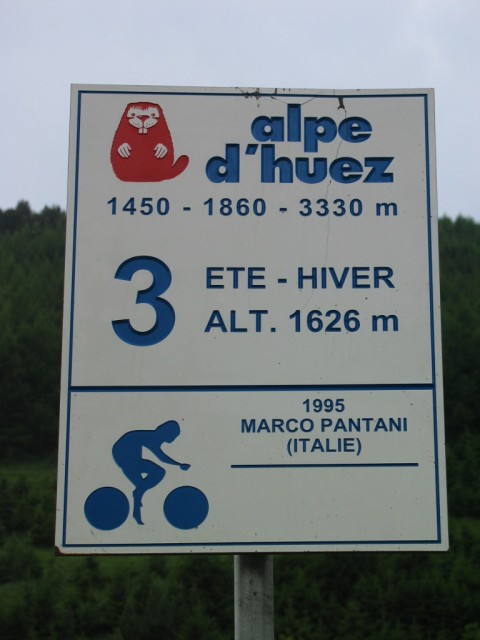 alpe
d'huez
1450 - 1860 - 3330 m
3
ETE - HIVER
ALT. 1626 m
1995
MARCO PANTANI
(ITALIE)